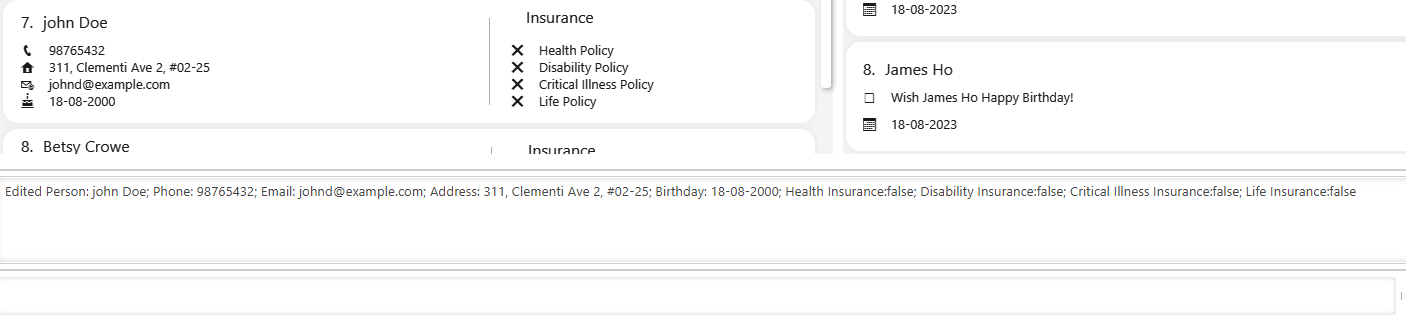 7. john Doe
98765432
311, Clementi Ave 2, #02-25
johnd@example.com
18-08-2000
Insurance
Health Policy
Disability Policy
Critical Illness Policy
Life Policy
8. Betsy Crowe
Insurance
18-08-2023
8. James Ho
Wish James Ho Happy Birthday!
18-08-2023
Edited Person: john Doe; Phone: 98765432; Email: johnd@example.com; Address: 311, Clementi Ave 2, #02-25; Birthday: 18-08-2000; Health Insurance:false; Disability Insurance:false; Critical Illness Insurance:false; Life Insurance:false